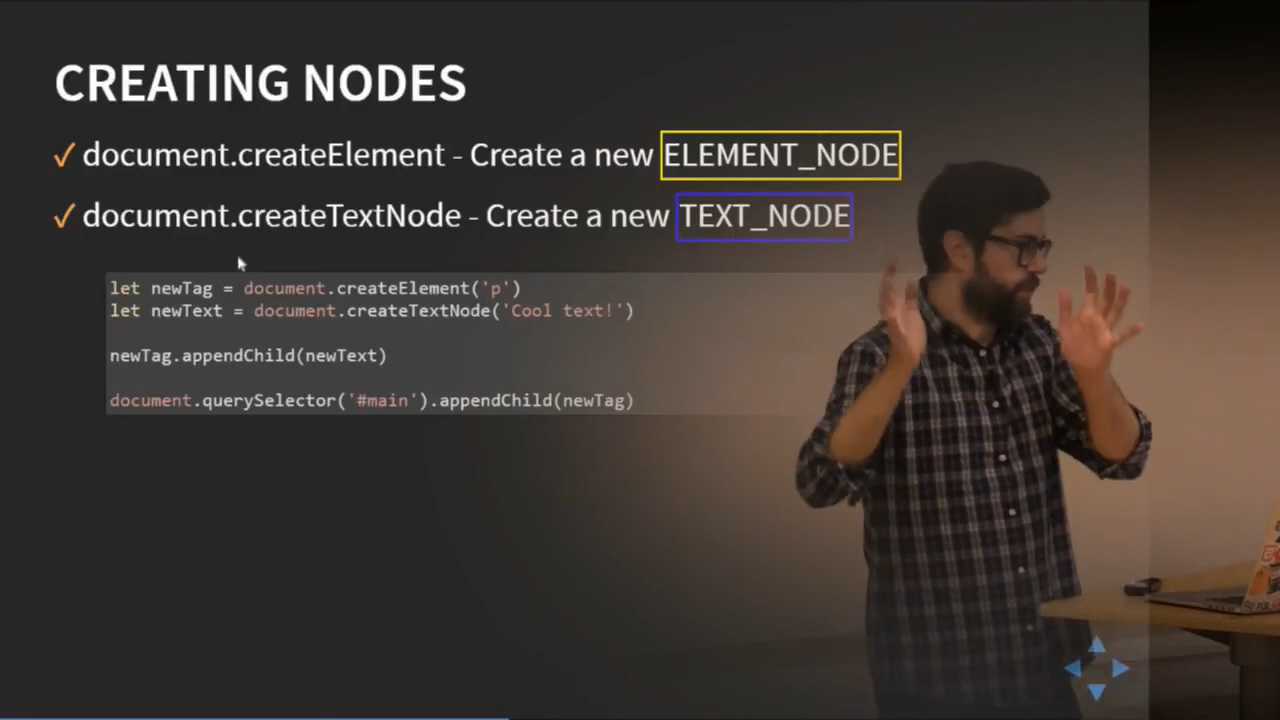 CREATING NODES
✓ document.createElement - Create a new ELEMENT_NODE
✓ document.createTextNode - Create a new TEXT_NODE
let newTag = document.createElement('p')
let newText = document.createTextNode('Cool text!')
newTag.appendChild(newText)
document.querySelector('#main').appendChild(newTag)